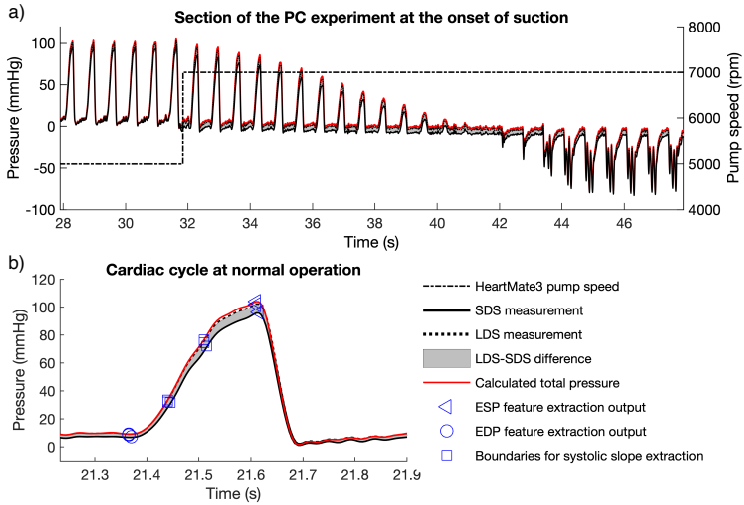 a)
Section of the PC experiment at the onset of suction
Pressure (mmHg)
100
50
0
-50
-100
8000
7000
6000
5000
4000
Pump speed (rpm)
28 30 32 34 36 38 40 42 44 46
Time (s)
b)
Cardiac cycle at normal operation
Pressure (mmHg)
120
100
80
60
40
20
0
21.3 21.4 21.5 21.6 21.7 21.8 21.9
Time (s)
HeartMate3 pump speed
SDS measurement
LDS measurement
LDS-SDS difference
Calculated total pressure
ESP feature extraction output
EDP feature extraction output
Boundaries for systolic slope extraction